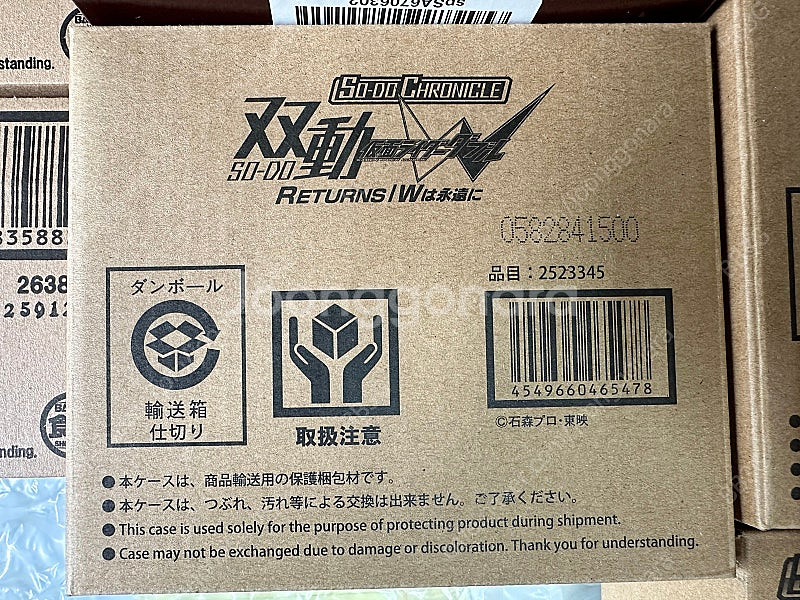 spSA6706302
standing.
SO-DO CHRONICLE
双動
SO-DO
仮面ライダーダブル
RETURNS/Wは永遠に
0582841500
品目：2523345
4549660465478
©石森プロ・東映
ダンボール
輸送箱
仕切り
取扱注意
●本ケースは、商品輸送用の保護梱包材です。
●本ケースは、つぶれ、汚れ等による交換は出来ません。ご了承ください。
●This case is used solely for the purpose of protecting product during shipment.
●Case may not be exchanged due to damage or discoloration. Thank you for understanding.
83588
2638
25912
nding.
joonggonara